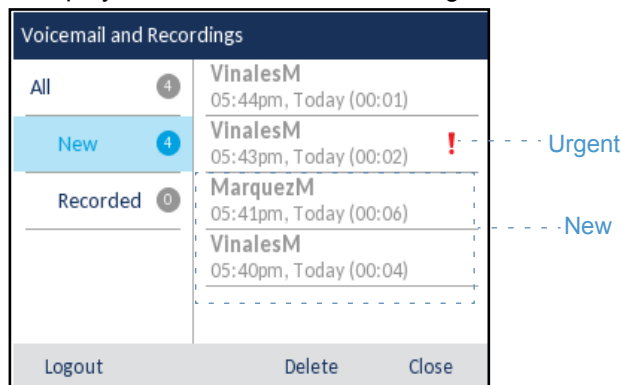 Voicemail and Recordings
All 4
New 4
Recorded 0
VinalesM
05:44pm, Today (00:01)
VinalesM
05:43pm, Today (00:02) !
MarquezM
05:41pm, Today (00:06)
VinalesM
05:40pm, Today (00:04)
Urgent
New
Logout Delete Close